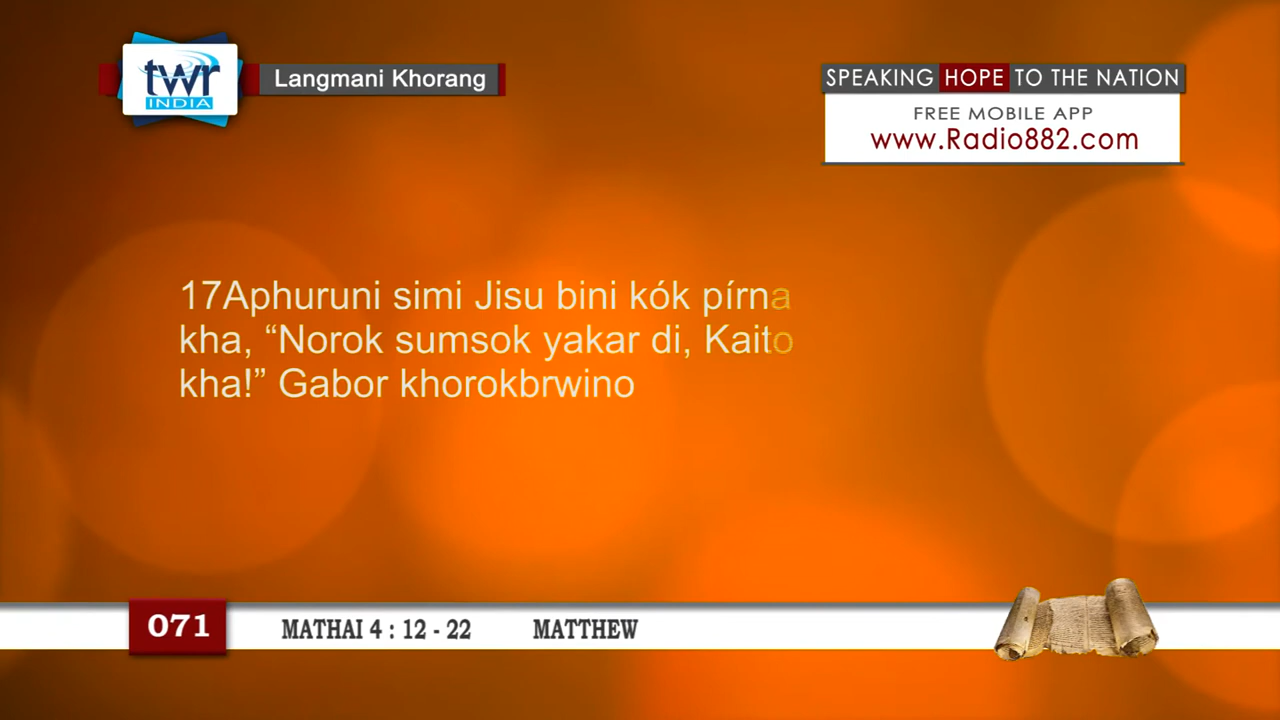 twr
INDIA
Langmani Khorang
SPEAKING HOPE TO THE NATION
FREE MOBILE APP
www.Radio882.com
17Aphuruni simi Jisu bini kók pírna
kha, “Norok sumsok yakar di, Kaito
kha!” Gabor khorokbrwino
071
MATHAI 4 : 12 - 22
MATTHEW